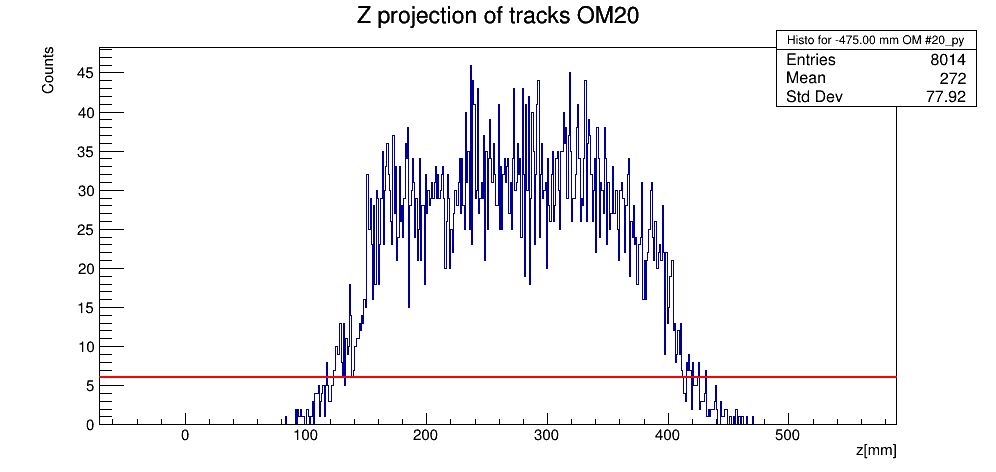 Z projection of tracks OM20
Histo for -475.00 mm OM #20_py
Entries 8014
Mean 272
Std Dev 77.92
Counts
45
40
35
30
25
20
15
10
5
0
0 100 200 300 400 500
z[mm]